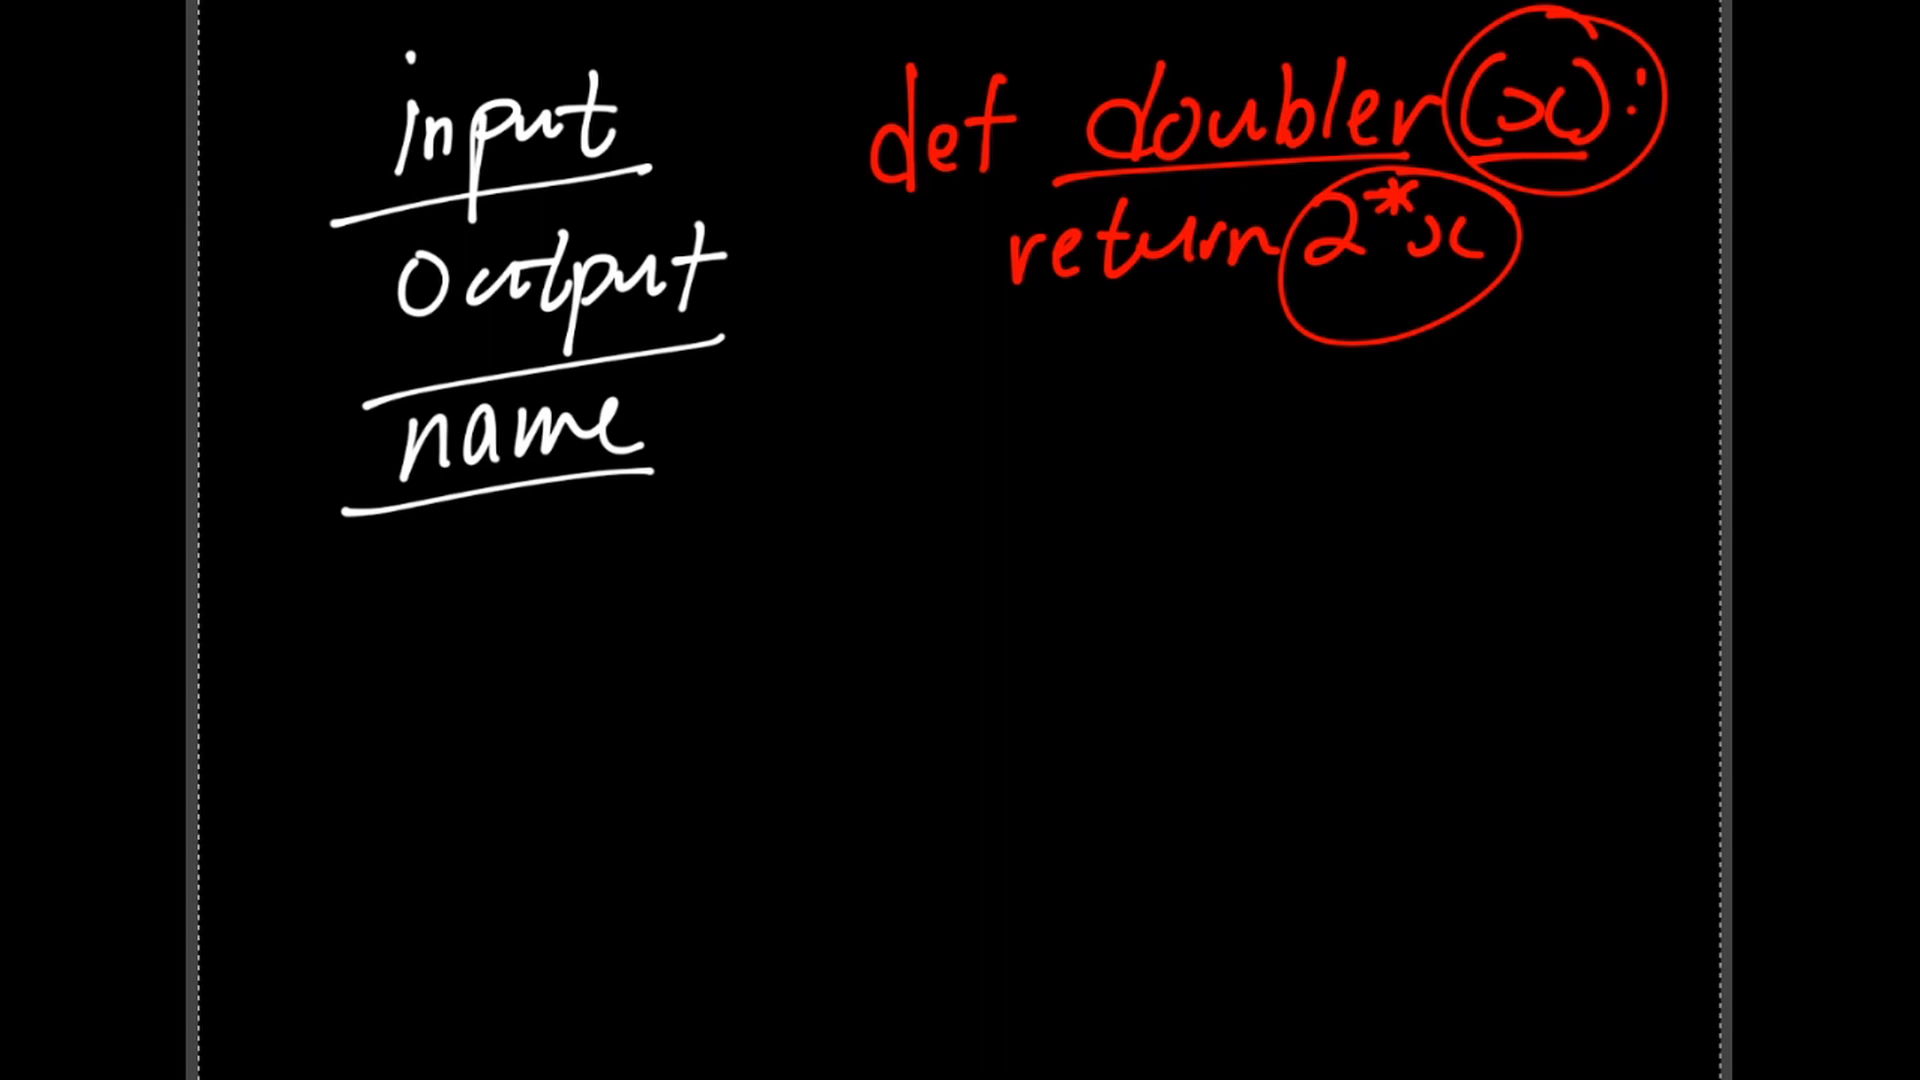 input
output
name
def doubler(x):
return 2*x